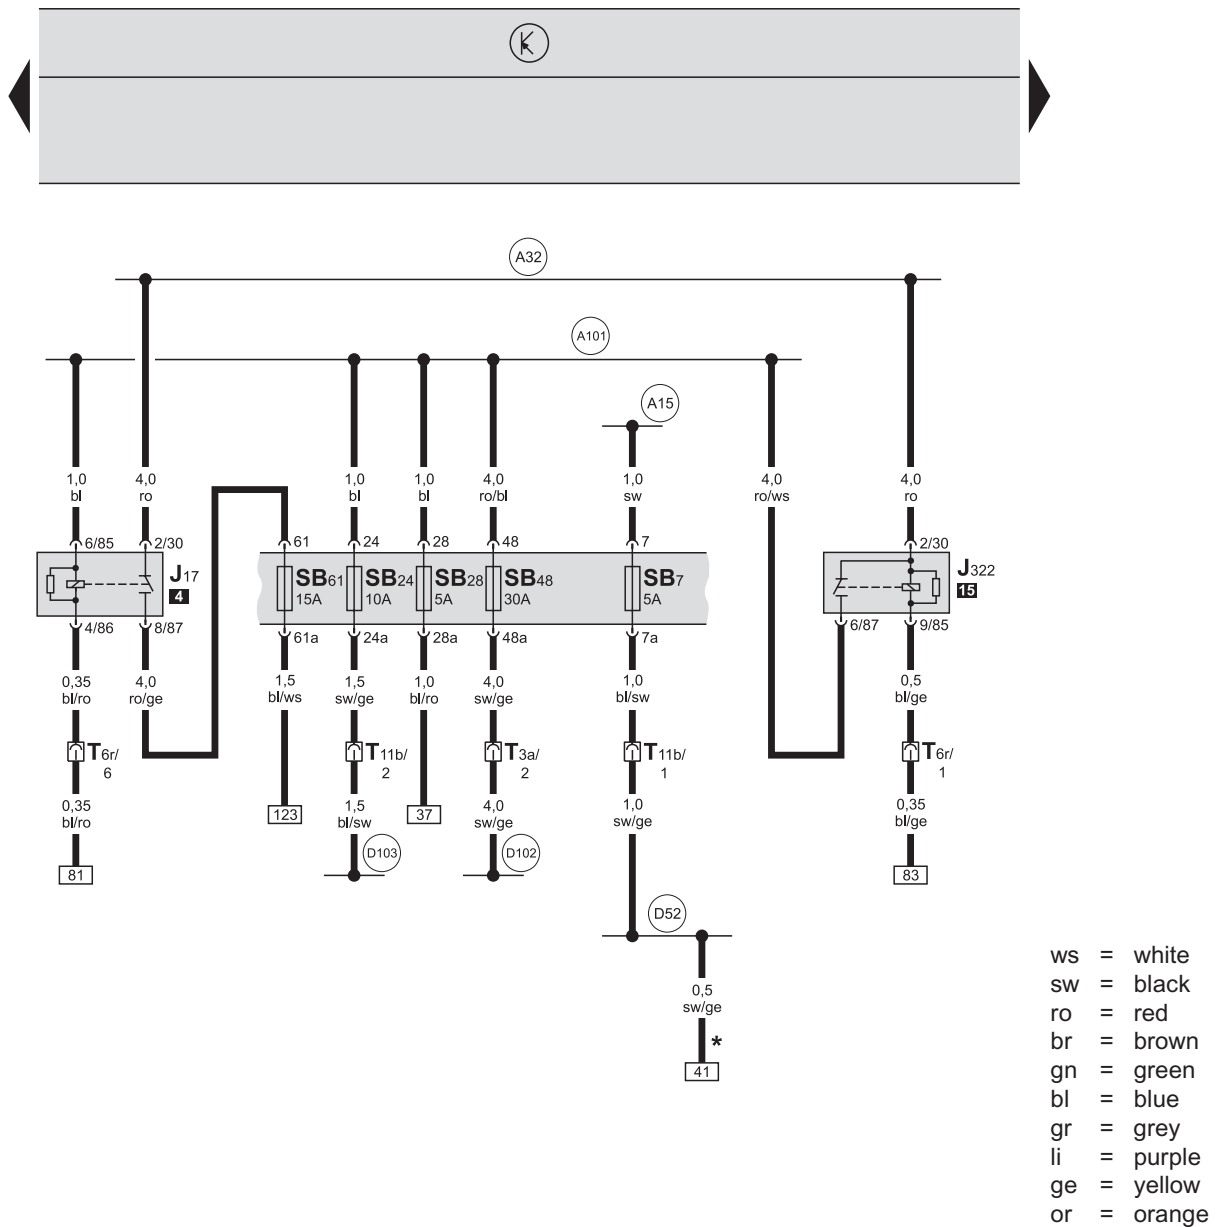 A32
A101
A15
1,0 bl
4,0 ro
1,0 bl
1,0 bl
4,0 ro/bl
1,0 sw
4,0 ro/ws
4,0 ro
6/85
2/30
61
24
28
48
7
2/30
J17
4
SB61 15A
SB24 10A
SB28 5A
SB48 30A
SB7 5A
J322
15
4/86
8/87
61a
24a
28a
48a
7a
6/87
9/85
0,35 bl/ro
4,0 ro/ge
1,5 bl/ws
1,5 sw/ge
1,0 bl/ro
4,0 sw/ge
1,0 bl/sw
0,5 bl/ge
T6r/ 6
T11b/ 2
T3a/ 2
T11b/ 1
T6r/ 1
0,35 bl/ro
123
1,5 bl/sw
37
4,0 sw/ge
1,0 sw/ge
0,35 bl/ge
D103
D102
81
83
D52
0,5 sw/ge
*
41
ws = white
sw = black
ro = red
br = brown
gn = green
bl = blue
gr = grey
li = purple
ge = yellow
or = orange